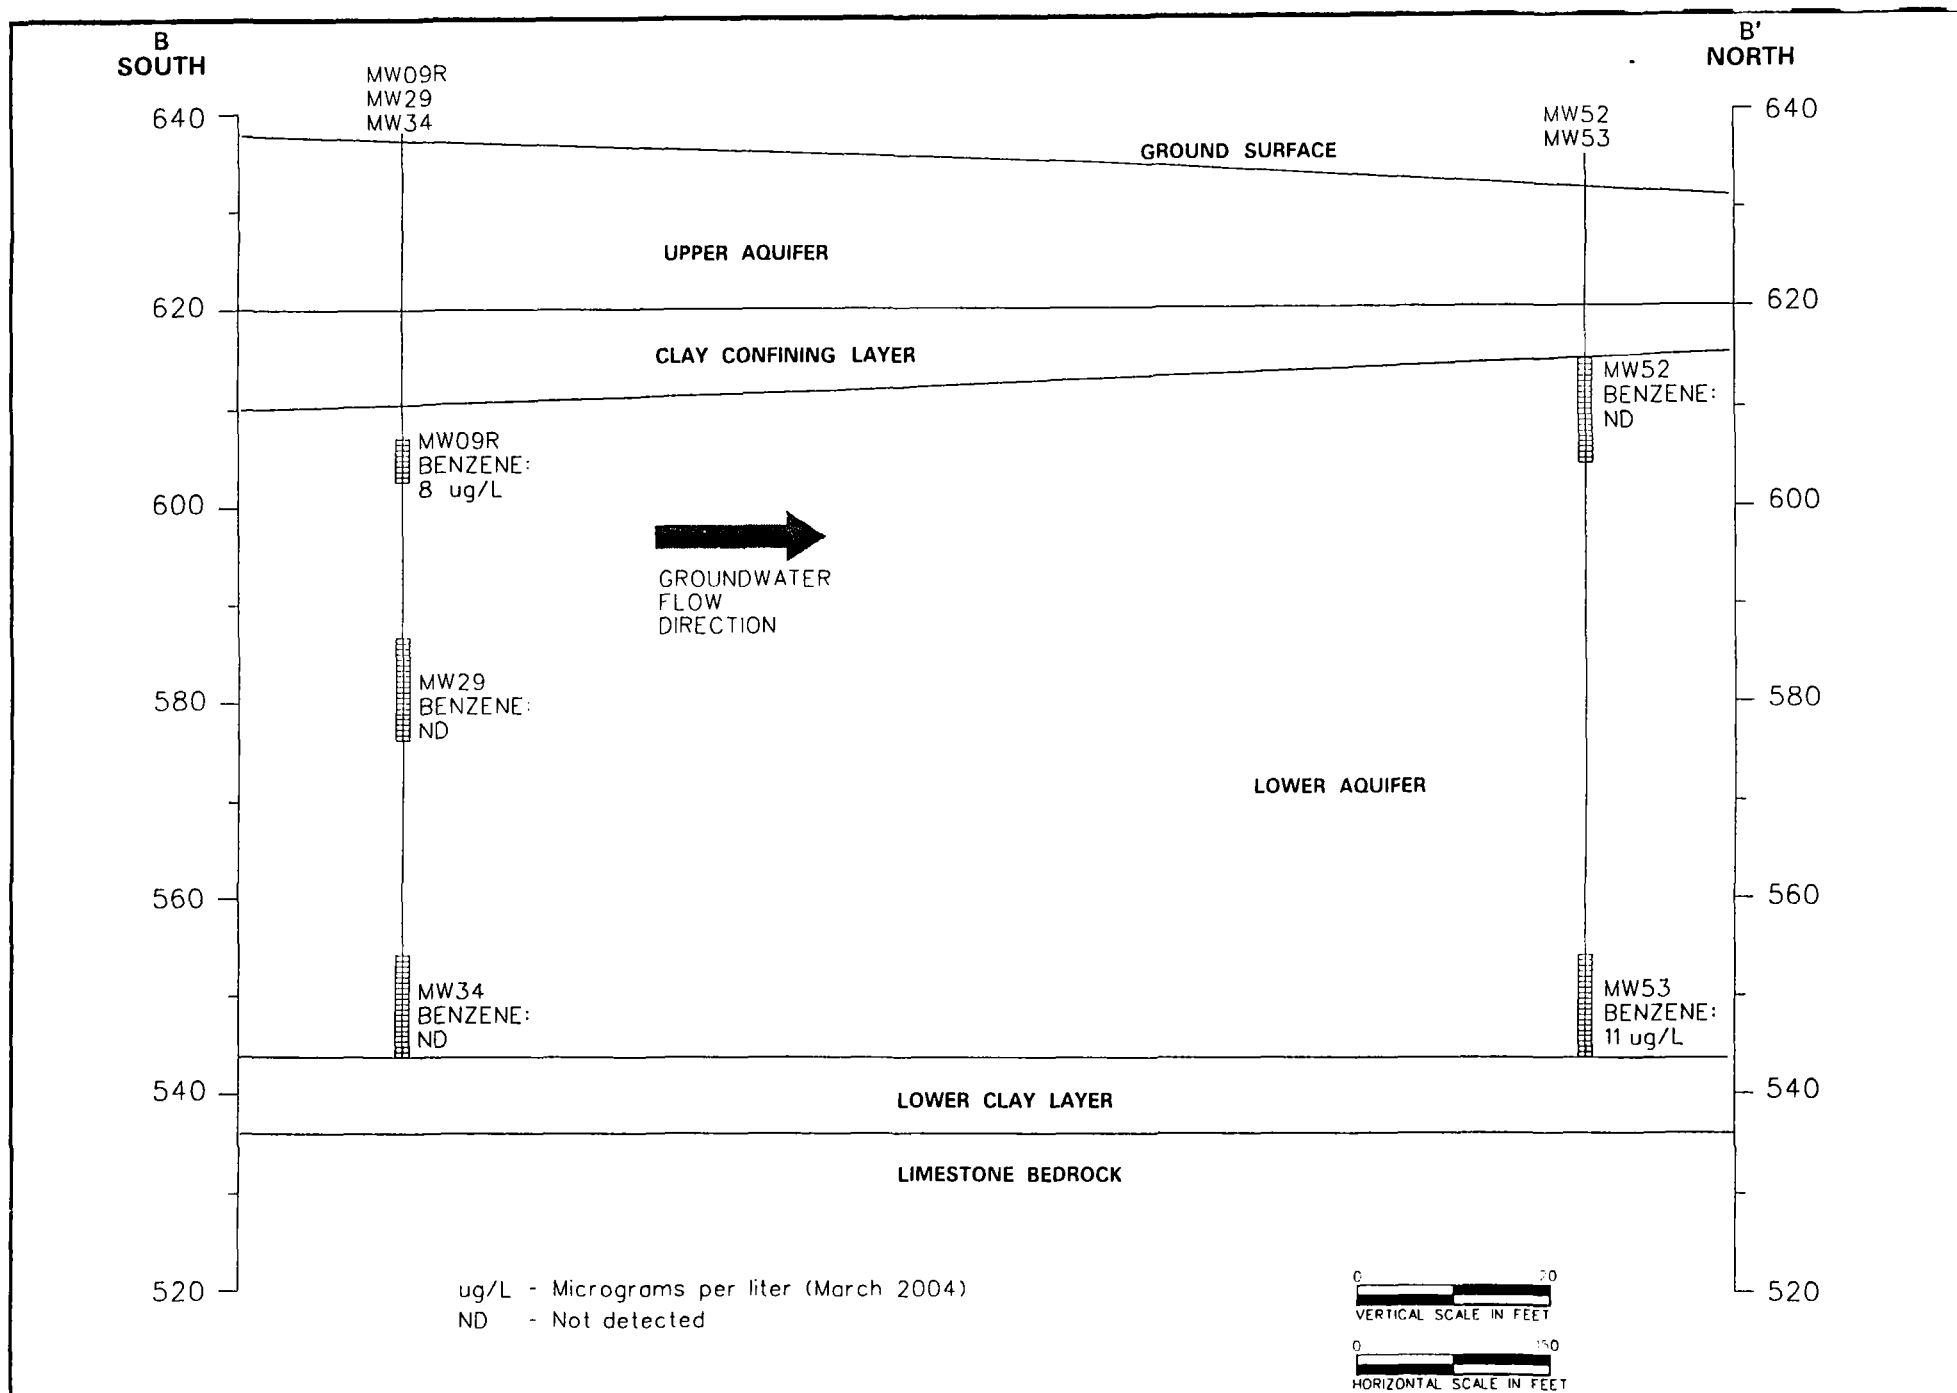 B
SOUTH
B'
NORTH
MW09R
MW29
MW34
MW52
MW53
640
640
GROUND SURFACE
UPPER AQUIFER
620
620
CLAY CONFINING LAYER
MW52
BENZENE:
ND
MW09R
BENZENE:
8 ug/L
600
600
GROUNDWATER
FLOW
DIRECTION
MW29
BENZENE:
ND
580
580
LOWER AQUIFER
560
560
MW34
BENZENE:
ND
MW53
BENZENE:
11 ug/L
540
540
LOWER CLAY LAYER
LIMESTONE BEDROCK
520
520
ug/L - Micrograms per liter (March 2004)
ND - Not detected
0 20
VERTICAL SCALE IN FEET
0 150
HORIZONTAL SCALE IN FEET